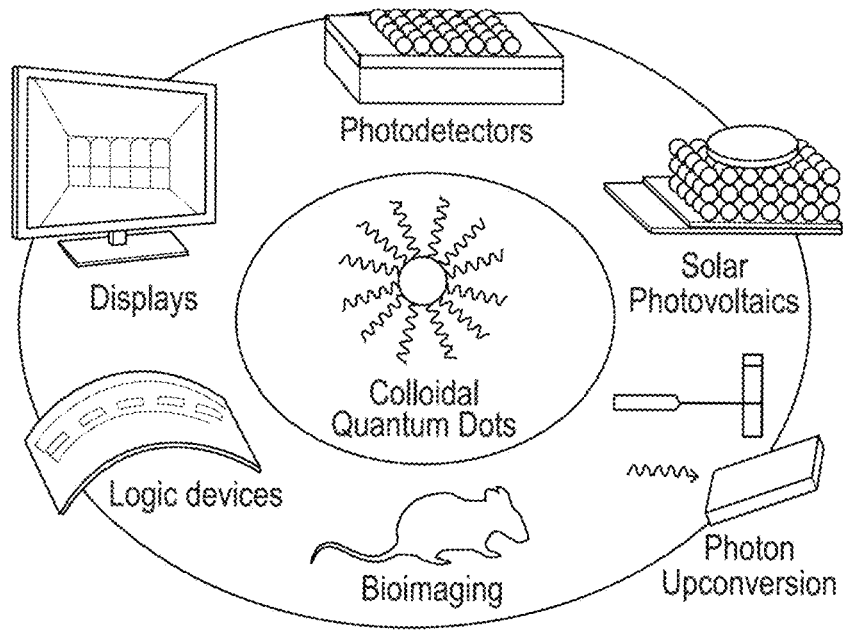 Photodetectors
Displays
Solar
Photovoltaics
Colloidal
Quantum Dots
Logic devices
Bioimaging
Photon
Upconversion